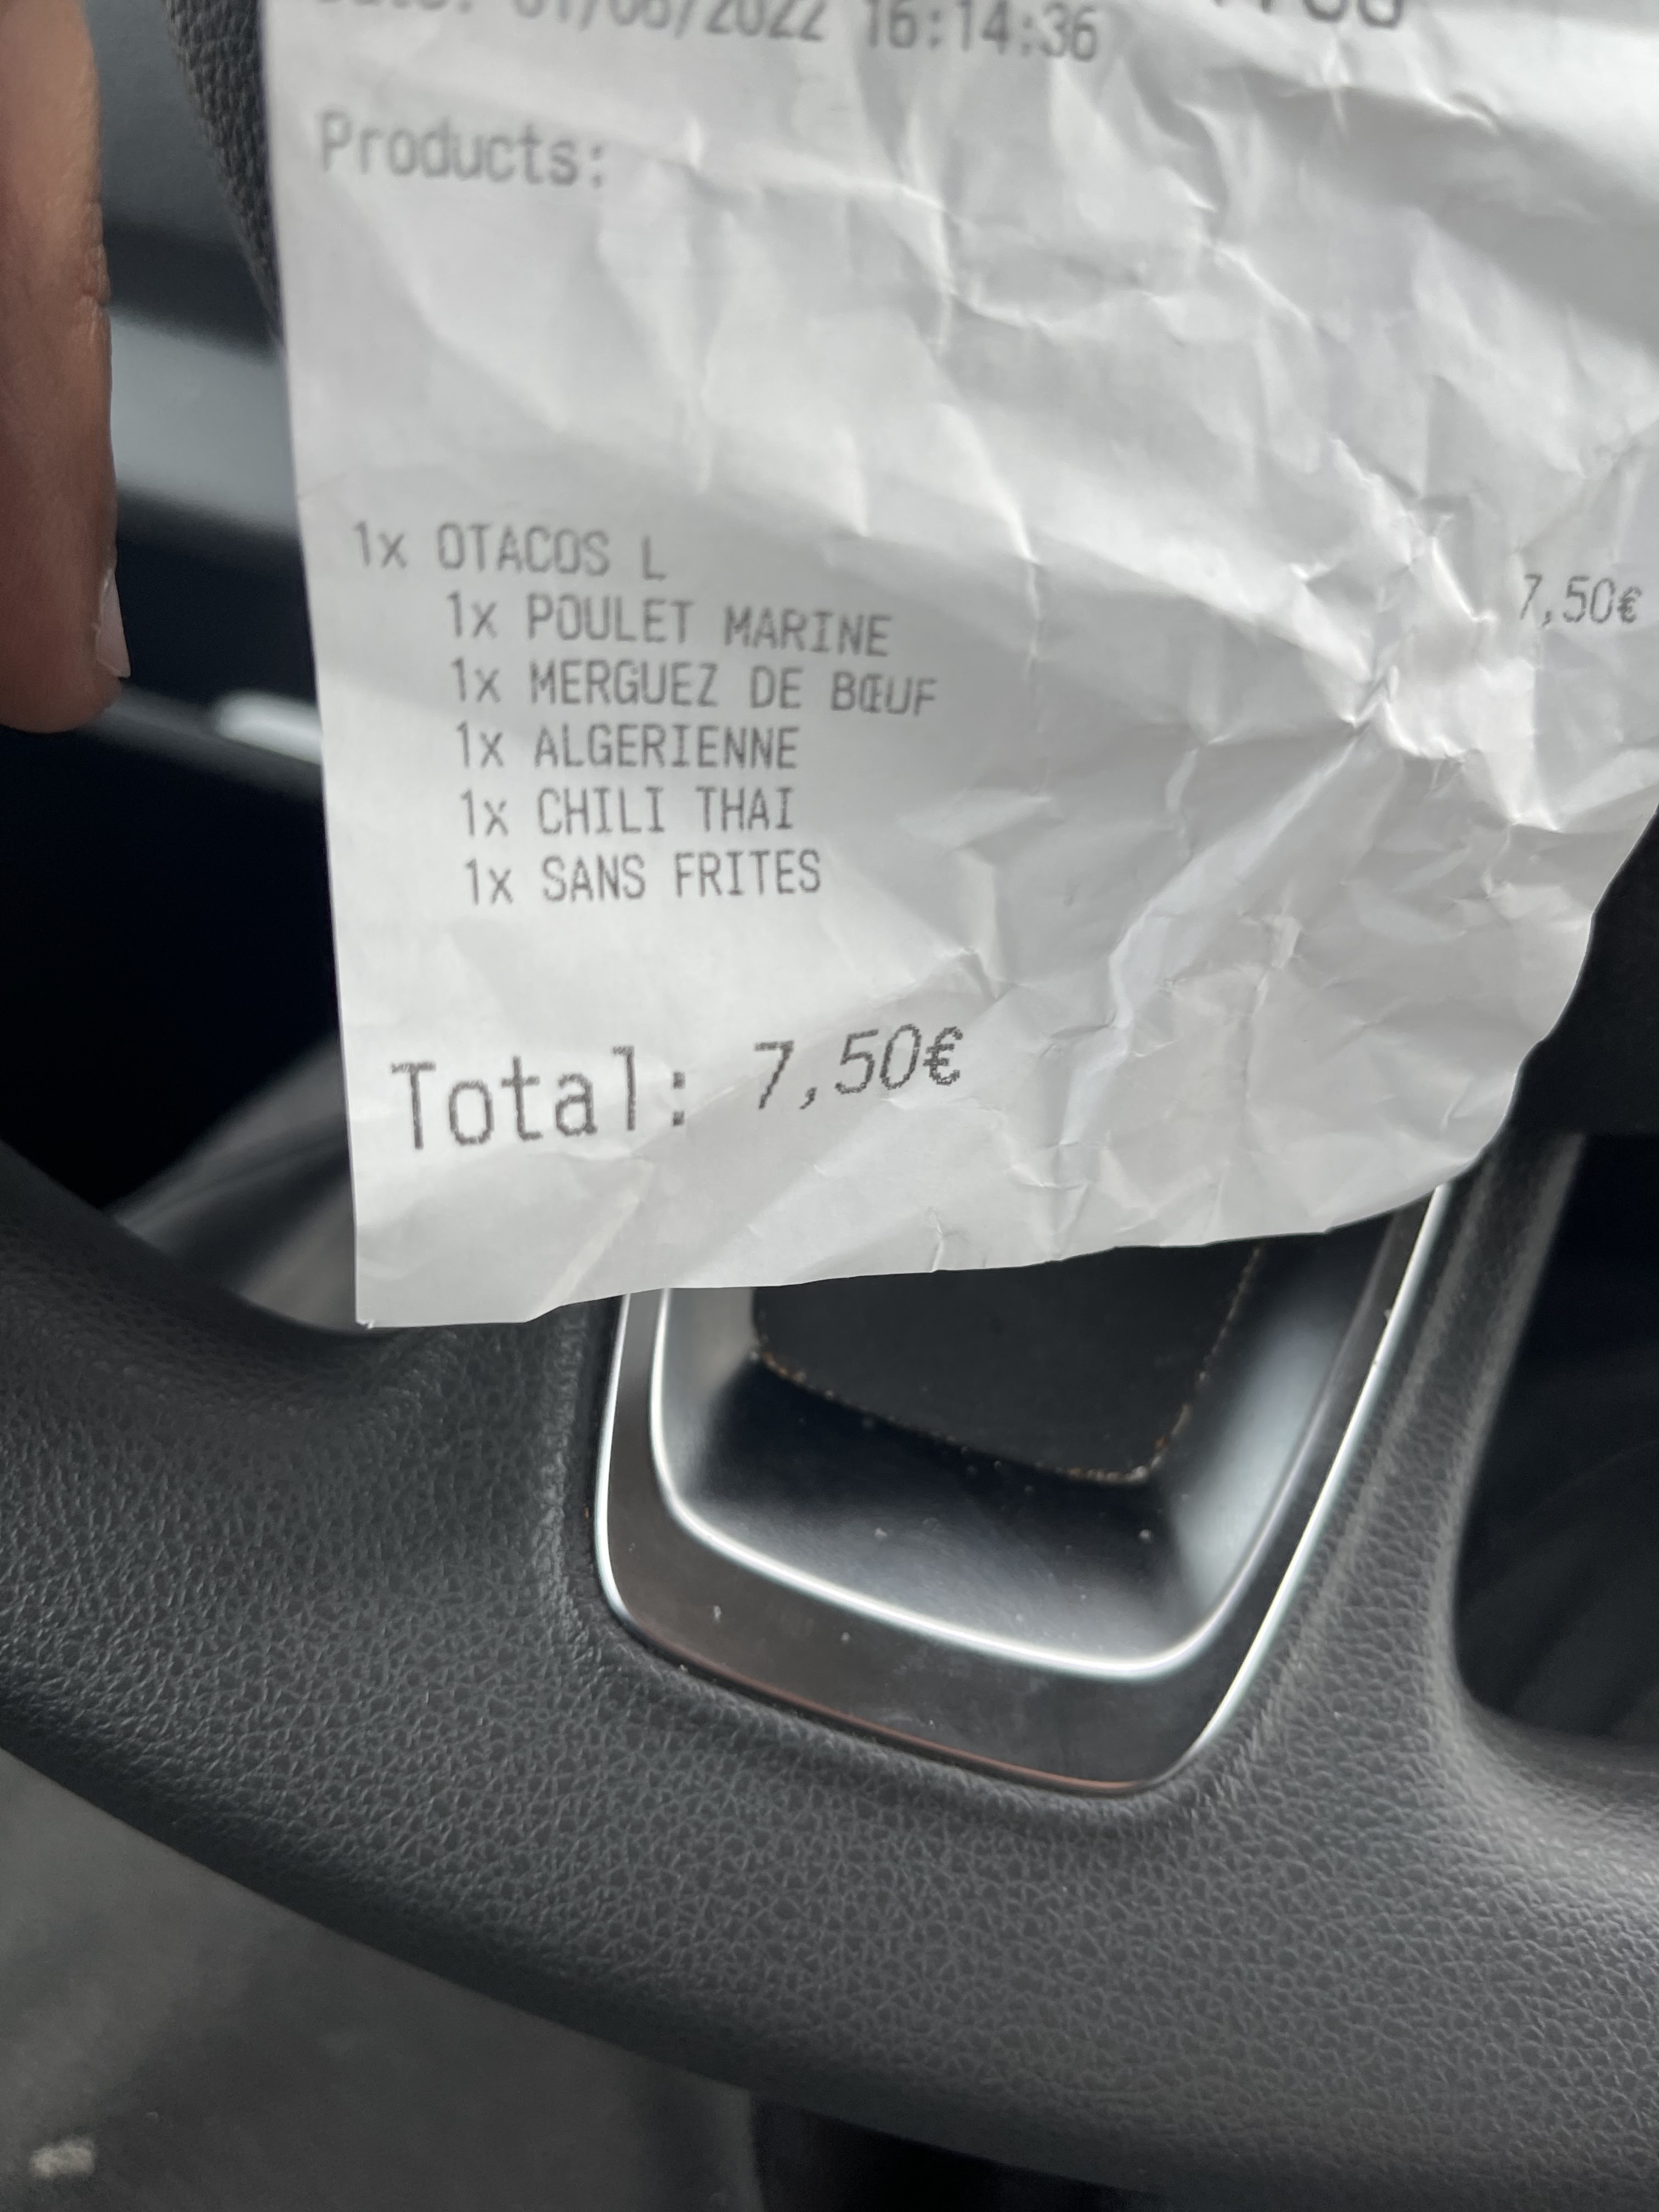 16:14:36
Products:
1x OTACOS L 7,50€
1x POULET MARINE
1x MERGUEZ DE BŒUF
1x ALGERIENNE
1x CHILI THAI
1x SANS FRITES
Total: 7,50€